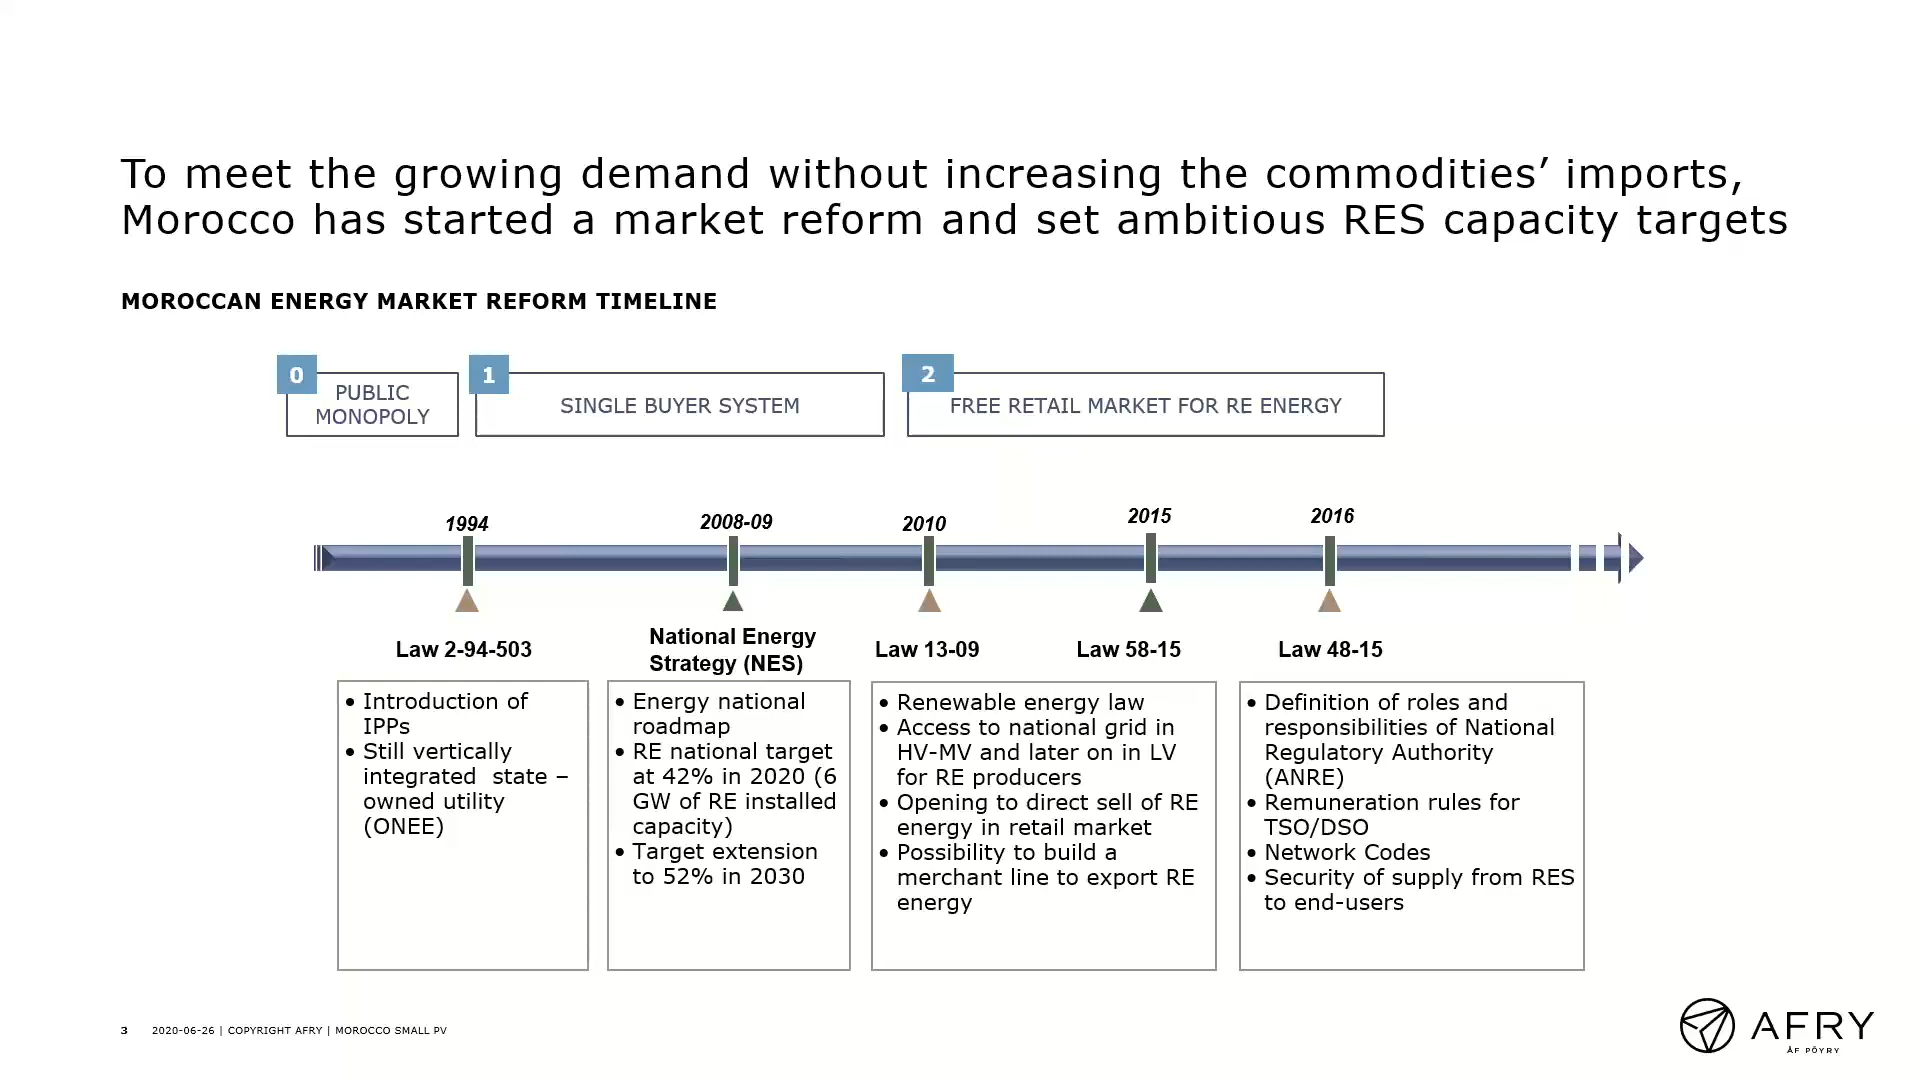 To meet the growing demand without increasing the commodities’ imports,
Morocco has started a market reform and set ambitious RES capacity targets
MOROCCAN ENERGY MARKET REFORM TIMELINE
0
PUBLIC
MONOPOLY
1
SINGLE BUYER SYSTEM
2
FREE RETAIL MARKET FOR RE ENERGY
1994
2008-09
2010
2015
2016
Law 2-94-503
National Energy
Strategy (NES)
Law 13-09
Law 58-15
Law 48-15
• Introduction of
IPPs
• Still vertically
integrated state –
owned utility
(ONEE)
• Energy national
roadmap
• RE national target
at 42% in 2020 (6
GW of RE installed
capacity)
• Target extension
to 52% in 2030
• Renewable energy law
• Access to national grid in
HV-MV and later on in LV
for RE producers
• Opening to direct sell of RE
energy in retail market
• Possibility to build a
merchant line to export RE
energy
• Definition of roles and
responsibilities of National
Regulatory Authority
(ANRE)
• Remuneration rules for
TSO/DSO
• Network Codes
• Security of supply from RES
to end-users
3 2020-06-26 | COPYRIGHT AFRY | MOROCCO SMALL PV
AFRY
ÅF PÖYRY